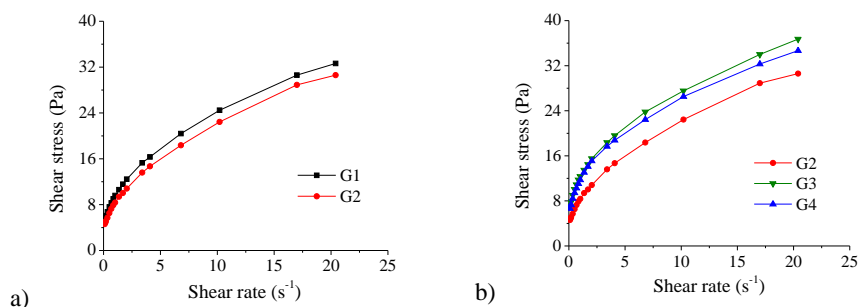 40
32
24
16
8
0
Shear stress (Pa)
G1
G2
0 5 10 15 20 25
Shear rate (s⁻¹)
a)
40
32
24
16
8
0
Shear stress (Pa)
G2
G3
G4
0 5 10 15 20 25
Shear rate (s⁻¹)
b)